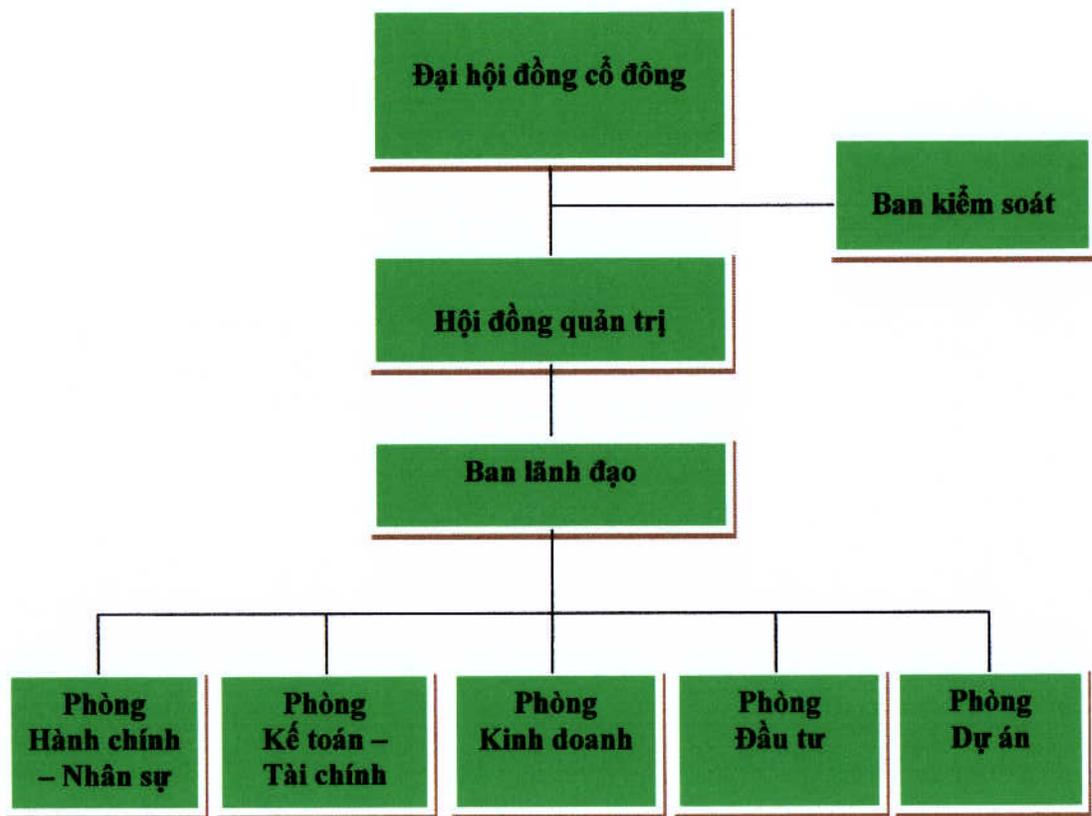 Đại hội đồng cổ đông
Ban kiểm soát
Hội đồng quản trị
Ban lãnh đạo
Phòng
Hành chính
– Nhân sự
Phòng
Kế toán –
Tài chính
Phòng
Kinh doanh
Phòng
Đầu tư
Phòng
Dự án